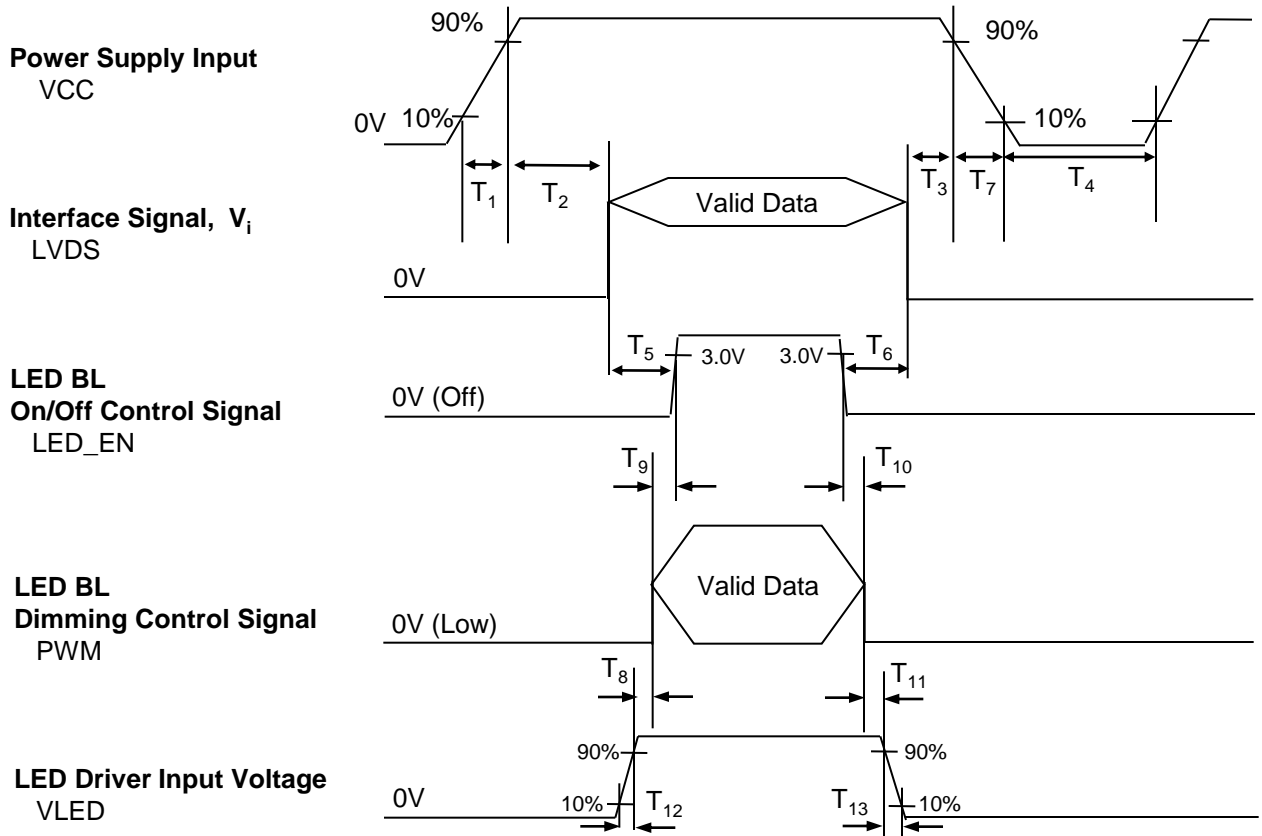 90%
90%
Power Supply Input
VCC
0V 10%
10%
T1 T2 T3 T7 T4
Valid Data
Interface Signal, Vi
LVDS
0V
T5 3.0V 3.0V T6
LED BL
On/Off Control Signal
LED_EN
0V (Off)
T9 T10
Valid Data
LED BL
Dimming Control Signal
PWM
0V (Low)
T8 T11
90% 90%
LED Driver Input Voltage
VLED
0V
10% T12 T13 10%